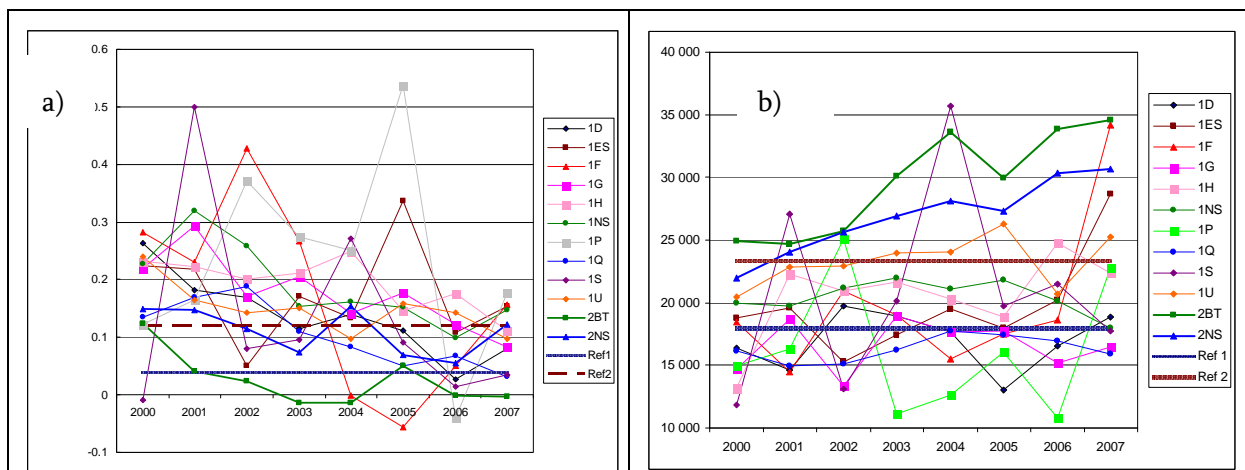 a)
0.6
0.5
0.4
0.3
0.2
0.1
0
-0.1
2000 2001 2002 2003 2004 2005 2006 2007
1D
1ES
1F
1G
1H
1NS
1P
1Q
1S
1U
2BT
2NS
Ref1
Ref2
b)
40 000
35 000
30 000
25 000
20 000
15 000
10 000
2000 2001 2002 2003 2004 2005 2006 2007
1D
1ES
1F
1G
1H
1NS
1P
1Q
1S
1U
2BT
2NS
Ref 1
Ref 2